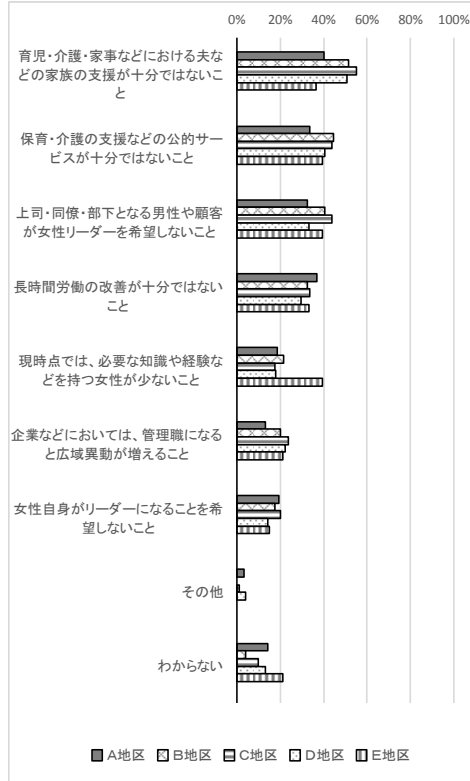 0% 20% 40% 60% 80% 100%
育児・介護・家事などにおける夫な
どの家族の支援が十分ではないこ
と
保育・介護の支援などの公的サー
ビスが十分ではないこと
上司・同僚・部下となる男性や顧客
が女性リーダーを希望しないこと
長時間労働の改善が十分ではない
こと
現時点では、必要な知識や経験な
どを持つ女性が少ないこと
企業などにおいては、管理職になる
と広域異動が増えること
女性自身がリーダーになることを希
望しないこと
その他
わからない
A地区 B地区 C地区 D地区 E地区